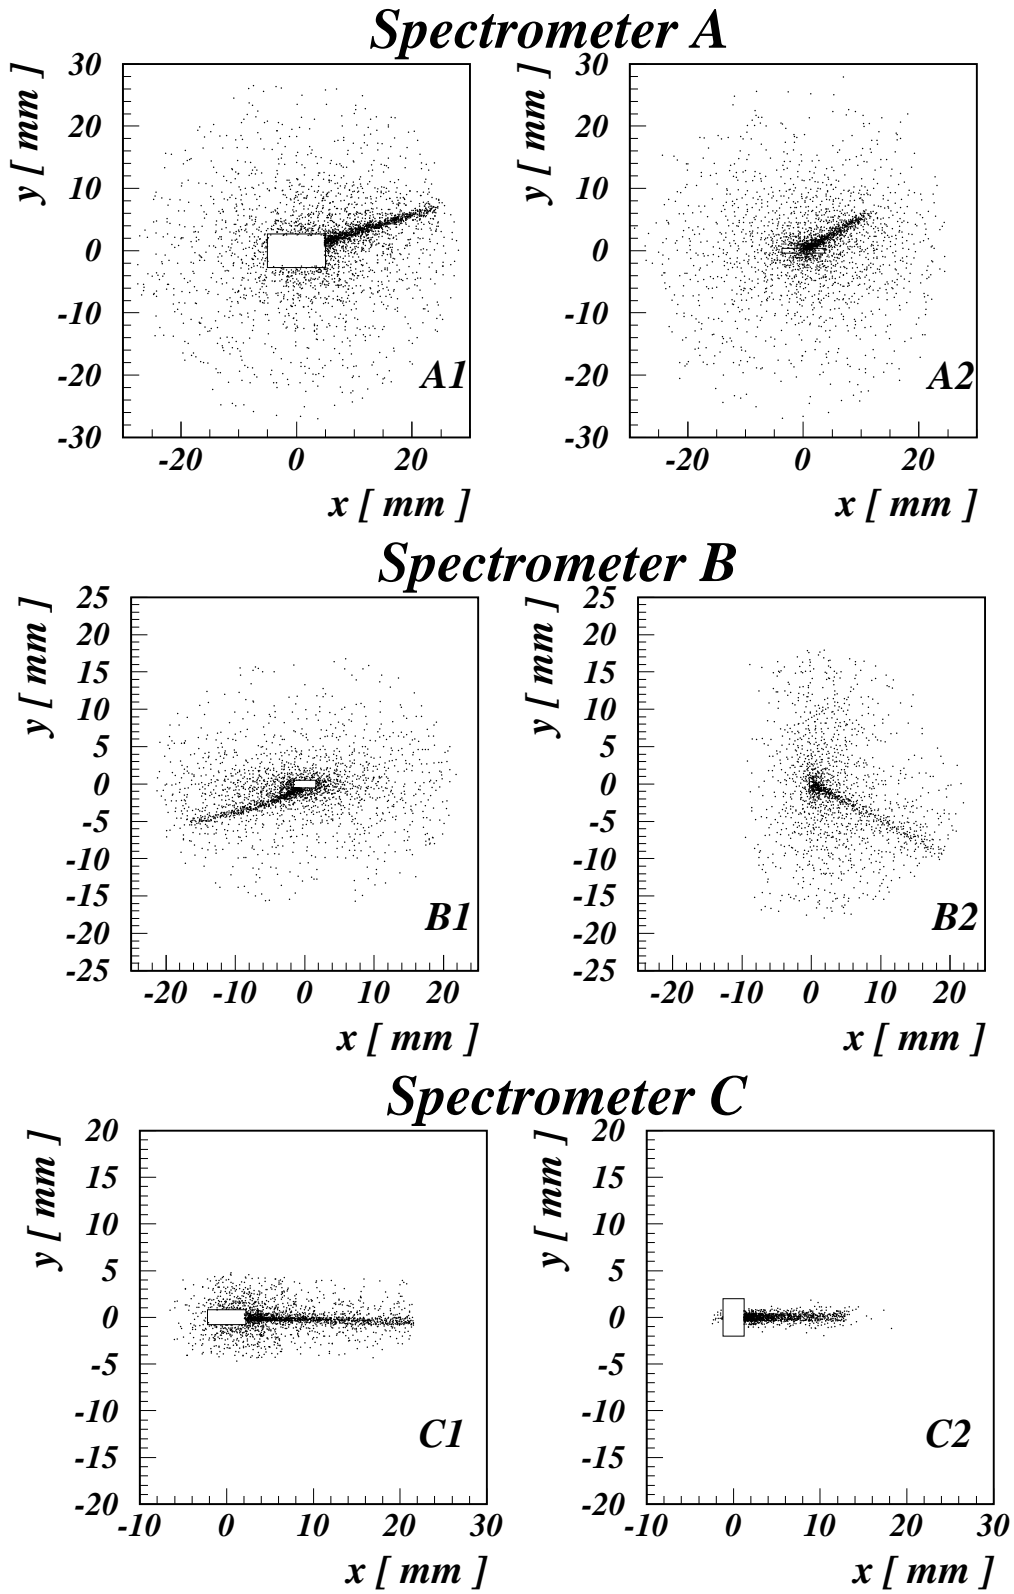 Spectrometer A
y [ mm ]
30
20
10
0
-10
-20
-30
-20 0 20
x [ mm ]
A1
y [ mm ]
30
20
10
0
-10
-20
-30
-20 0 20
x [ mm ]
A2
Spectrometer B
y [ mm ]
25
20
15
10
5
0
-5
-10
-15
-20
-25
-20 -10 0 10 20
x [ mm ]
B1
y [ mm ]
25
20
15
10
5
0
-5
-10
-15
-20
-25
-20 -10 0 10 20
x [ mm ]
B2
Spectrometer C
y [ mm ]
20
15
10
5
0
-5
-10
-15
-20
-10 0 10 20 30
x [ mm ]
C1
y [ mm ]
20
15
10
5
0
-5
-10
-15
-20
-10 0 10 20 30
x [ mm ]
C2